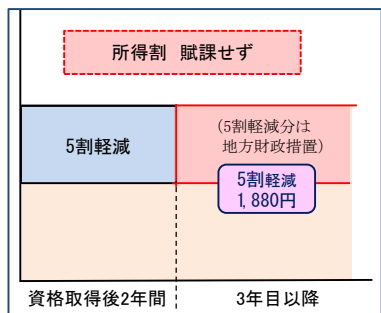 所得割 賦課せず
5割軽減
(5割軽減分は
地方財政措置)
5割軽減
1,880円
資格取得後2年間
3年目以降